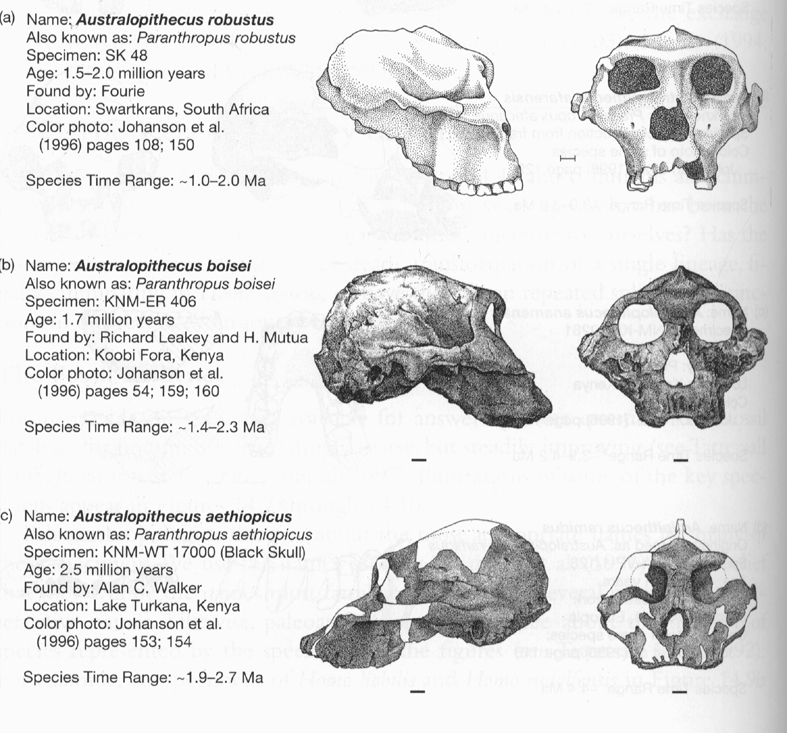 (a) Name: Australopithecus robustus
Also known as: Paranthropus robustus
Specimen: SK 48
Age: 1.5–2.0 million years
Found by: Fourie
Location: Swartkrans, South Africa
Color photo: Johanson et al.
(1996) pages 108; 150
Species Time Range: ~1.0–2.0 Ma
(b) Name: Australopithecus boisei
Also known as: Paranthropus boisei
Specimen: KNM-ER 406
Age: 1.7 million years
Found by: Richard Leakey and H. Mutua
Location: Koobi Fora, Kenya
Color photo: Johanson et al.
(1996) pages 54; 159; 160
Species Time Range: ~1.4–2.3 Ma
(c) Name: Australopithecus aethiopicus
Also known as: Paranthropus aethiopicus
Specimen: KNM-WT 17000 (Black Skull)
Age: 2.5 million years
Found by: Alan C. Walker
Location: Lake Turkana, Kenya
Color photo: Johanson et al.
(1996) pages 153; 154
Species Time Range: ~1.9–2.7 Ma